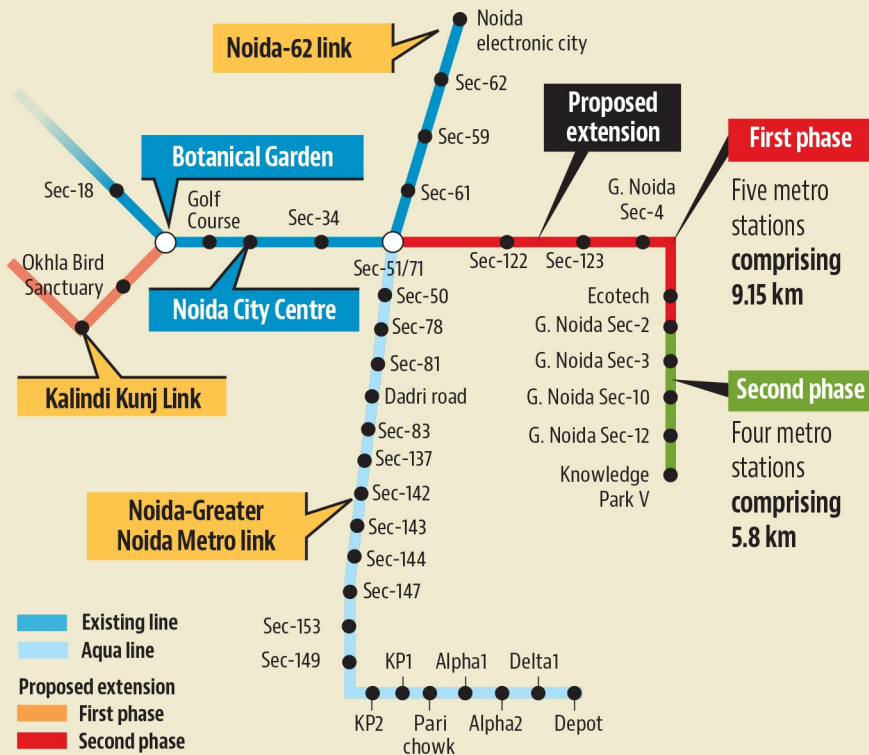 Noida-62 link
Noida
electronic city
Sec-62
Sec-59
Sec-61
Proposed
extension
First phase
Five metro
stations
comprising
9.15 km
Botanical Garden
Sec-18
Golf
Course
Sec-34
G. Noida
Sec-4
Okhla Bird
Sanctuary
Noida City Centre
Sec-51/71
Sec-122
Sec-123
Kalindi Kunj Link
Sec-50
Sec-78
Sec-81
Dadri road
Sec-83
Sec-137
Sec-142
Sec-143
Sec-144
Sec-147
Sec-153
Sec-149
Ecotech
G. Noida Sec-2
G. Noida Sec-3
G. Noida Sec-10
G. Noida Sec-12
Knowledge
Park V
Second phase
Four metro
stations
comprising
5.8 km
Noida-Greater
Noida Metro link
KP1
Alpha1
Delta1
KP2
Pari
chowk
Alpha2
Depot
Existing line
Aqua line
Proposed extension
First phase
Second phase